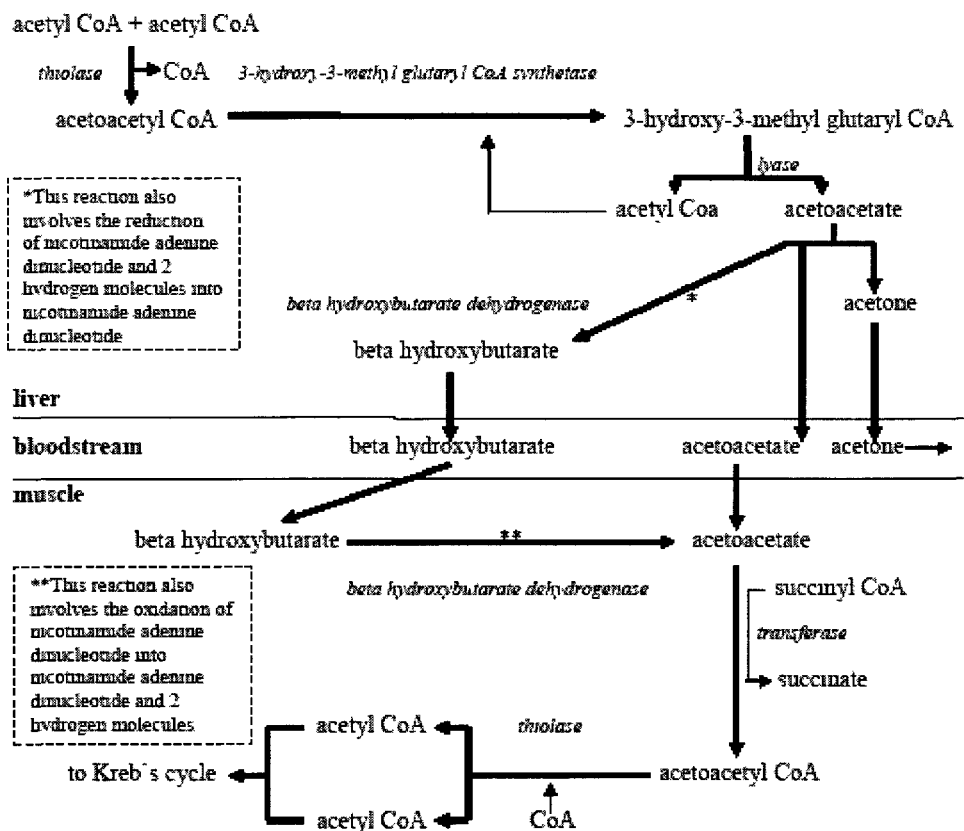 acetyl CoA + acetyl CoA
thiolase
CoA
3-hydroxy-3-methyl glutaryl CoA synthetase
acetoacetyl CoA
3-hydroxy-3-methyl glutaryl CoA
lyase
*This reaction also
involves the reduction
of nicotinamide adenine
dinucleotide and 2
hydrogen molecules into
nicotinamide adenine
dinucleotide
acetyl Coa
acetoacetate
beta hydroxybutarate dehydrogenase
*
acetone
beta hydroxybutarate
liver
bloodstream
beta hydroxybutarate
acetoacetate
acetone
muscle
beta hydroxybutarate
**
acetoacetate
beta hydroxybutarate dehydrogenase
**This reaction also
involves the oxidation of
nicotinamide adenine
dinucleotide into
nicotinamide adenine
dinucleotide and 2
hydrogen molecules
succinyl CoA
transferase
succinate
acetyl CoA
thiolase
to Kreb's cycle
acetoacetyl CoA
acetyl CoA
CoA